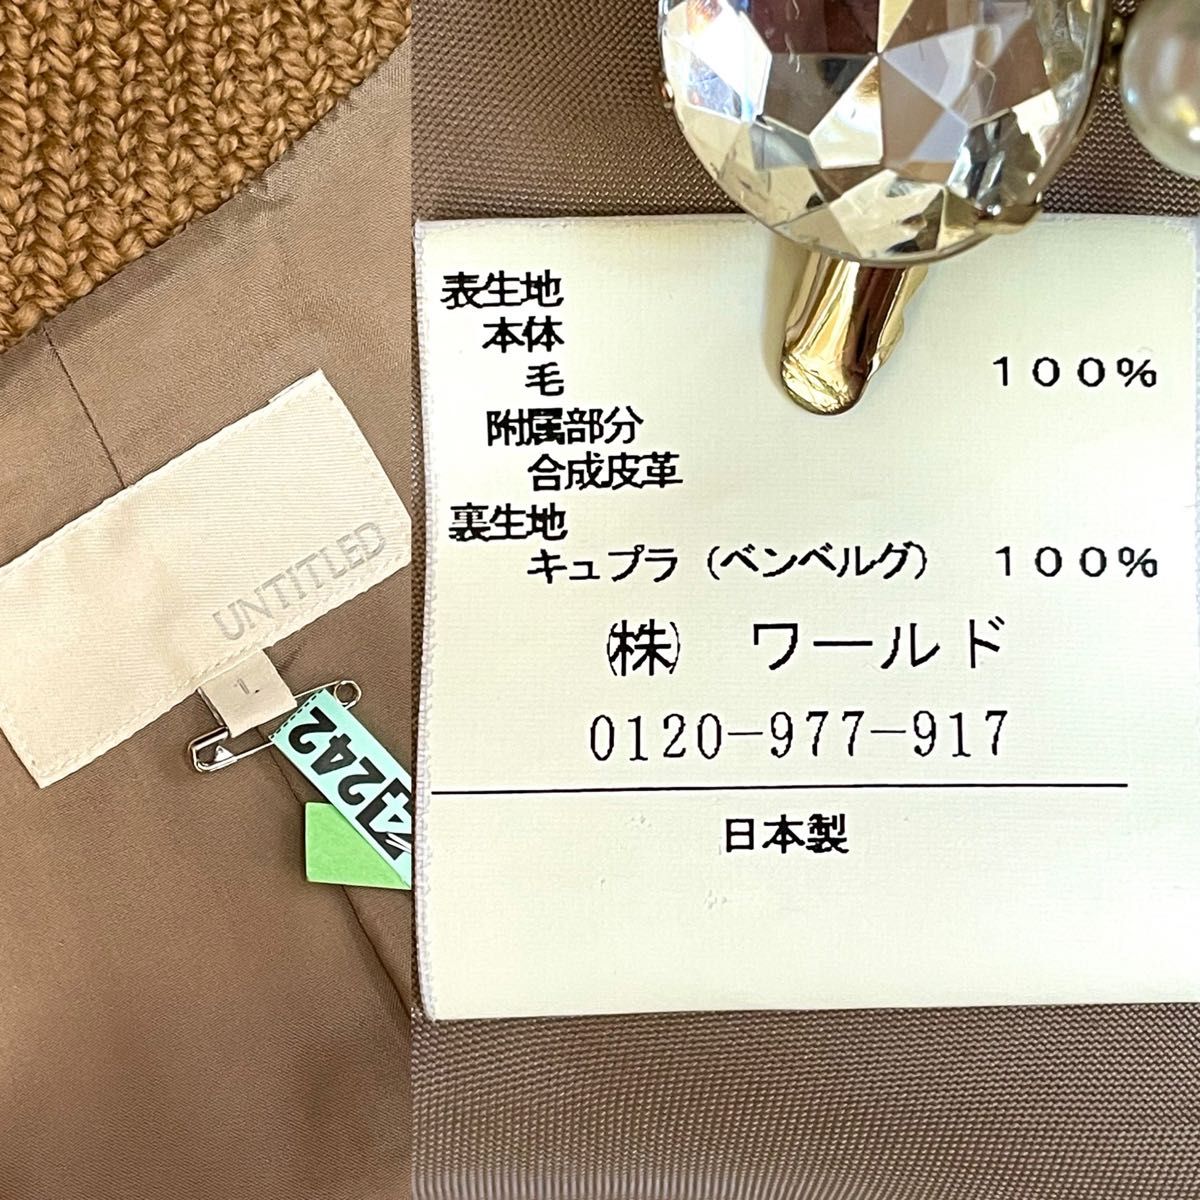 UNTITLED
1.
4242
表生地
本体
毛 100%
附属部分
合成皮革
裏生地
キュプラ (ベンベルグ) 100%
(株) ワールド
0120-977-917
日本製